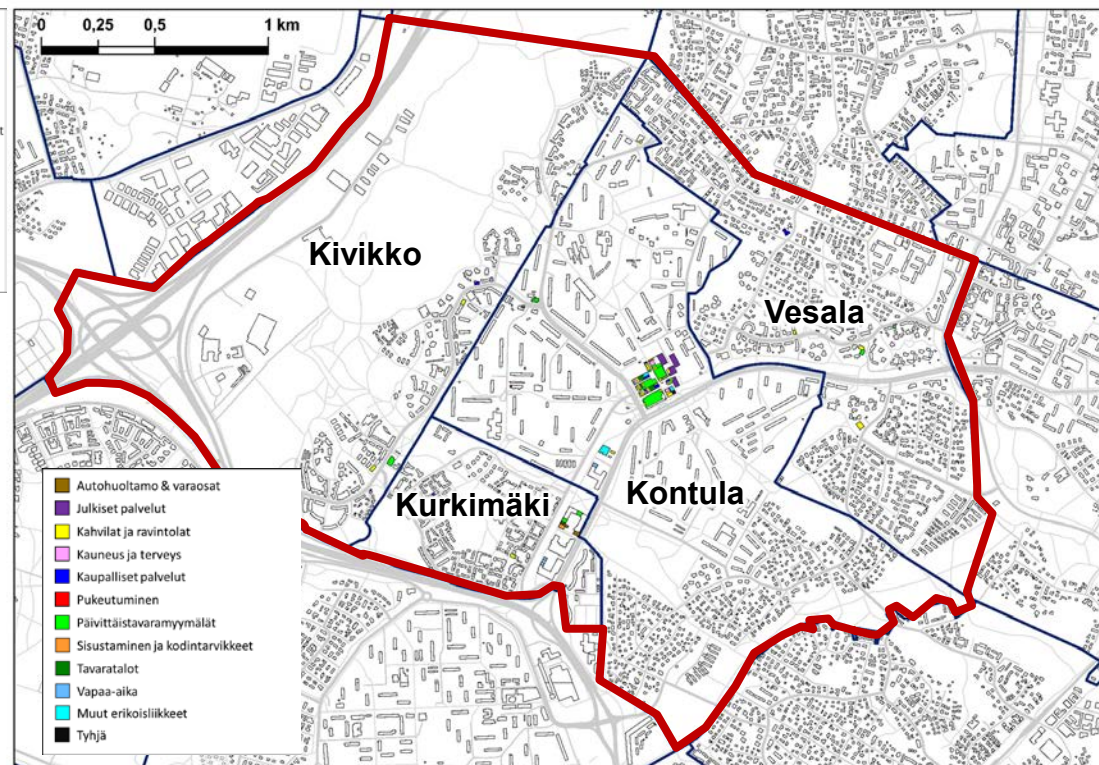 0 0,25 0,5 1 km
t
Kivikko
Vesala
Kurkimäki
Kontula
Autohuoltamo & varaosat
Julkiset palvelut
Kahvilat ja ravintolat
Kauneus ja terveys
Kaupalliset palvelut
Pukeutuminen
Päivittäistavaramyymälät
Sisustaminen ja kodintarvikkeet
Tavaratalot
Vapaa-aika
Muut erikoisliikkeet
Tyhjä